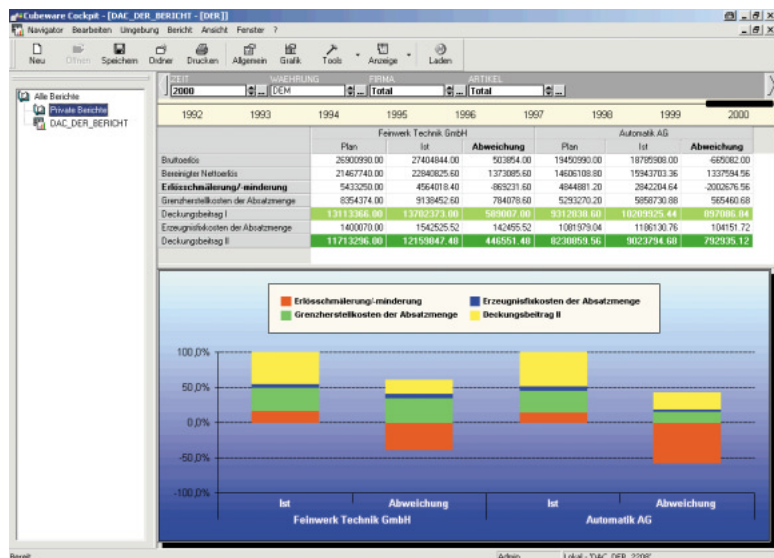 Cubeware Cockpit - [DAC_DER_BERICHT - [DER]]
Navigator Bearbeiten Umgebung Bericht Ansicht Fenster ?
Neu Öffnen Speichern Ordner Drucken Allgemein Grafik Tools Anzeige Laden
Alle Berichte
Private Berichte
DAC_DER_BERICHT
ZEIT WAEHRUNG FIRMA ARTIKEL
2000 DEM Total Total
1992 1993 1994 1995 1996 1997 1998 1999 2000
Feinwerk Technik GmbH Automatik AG
Plan Ist Abweichung Plan Ist Abweichung
Bruttoerlös 26900990.00 27404844.00 503854.00 19450990.00 18785908.00 -665082.00
Bereinigter Nettoerlös 21467740.00 22840825.60 1373085.60 14606108.80 15943703.36 1337594.56
Erlösschmälerung/-minderung 5433250.00 4564018.40 -869231.60 4844881.20 2842204.64 -2002676.56
Grenzherstellkosten der Absatzmenge 8354374.00 9138452.60 784078.60 5293270.20 5858730.88 565460.68
Deckungsbeitrag I 13113366.00 13702373.00 589007.00 9312838.60 10209925.44 897086.84
Erzeugnisfixkosten der Absatzmenge 1400070.00 1542525.52 142455.52 1081979.04 1186130.76 104151.72
Deckungsbeitrag II 11713296.00 12159847.48 446551.48 8230859.56 9023794.68 792935.12
Erlösschmälerung/-minderung Erzeugnisfixkosten der Absatzmenge
Grenzherstellkosten der Absatzmenge Deckungsbeitrag II
100,0%
50,0%
0,0%
-50,0%
-100,0%
Ist Abweichung Ist Abweichung
Feinwerk Technik GmbH Automatik AG
Bereit Admin Lokal - 'DAC_DER_2208'